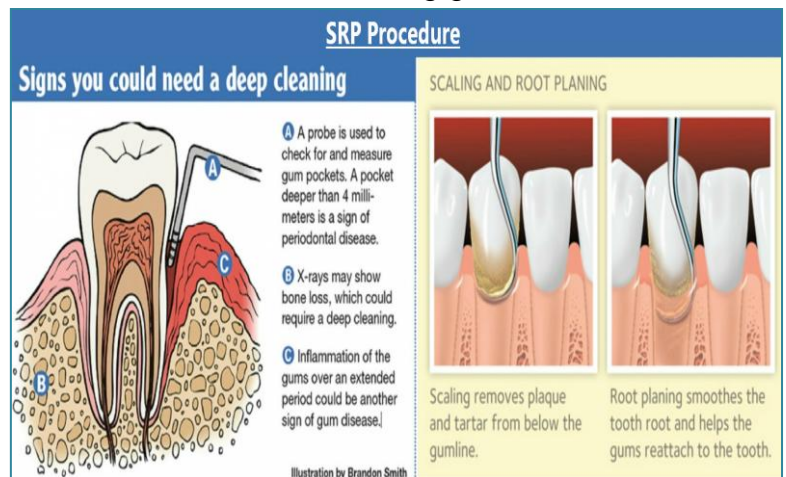 SRP Procedure
Signs you could need a deep cleaning
A A probe is used to
check for and measure
gum pockets. A pocket
deeper than 4 milli-
meters is a sign of
periodontal disease.
B X-rays may show
bone loss, which could
require a deep cleaning.
C Inflammation of the
gums over an extended
period could be another
sign of gum disease.
Illustration by Brandon Smith
A
C
B
SCALING AND ROOT PLANING
Scaling removes plaque
and tartar from below the
gumline.
Root planing smoothes the
tooth root and helps the
gums reattach to the tooth.